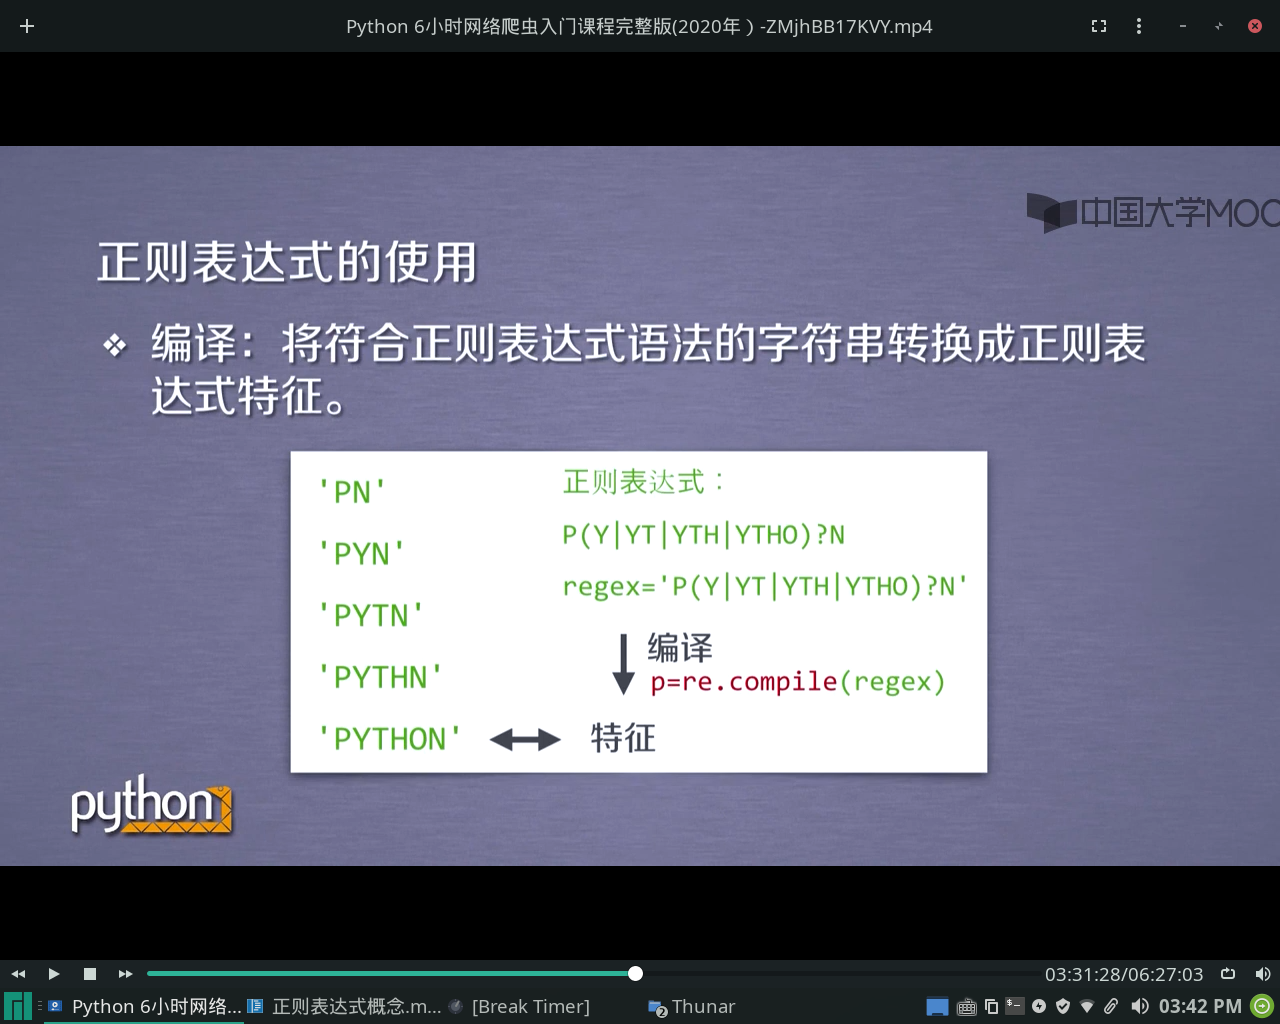 Python 6小时网络爬虫入门课程完整版(2020年）-ZMjhBB17KVY.mp4
中国大学MOC
正则表达式的使用
❖ 编译：将符合正则表达式语法的字符串转换成正则表
达式特征。
'PN'
'PYN'
'PYTN'
'PYTHN'
'PYTHON'
正则表达式：
P(Y|YT|YTH|YTHO)?N
regex='P(Y|YT|YTH|YTHO)?N'
编译
p=re.compile(regex)
特征
python
03:31:28/06:27:03
Python 6小时网络...
正则表达式概念.m...
[Break Timer]
2 Thunar
03:42 PM